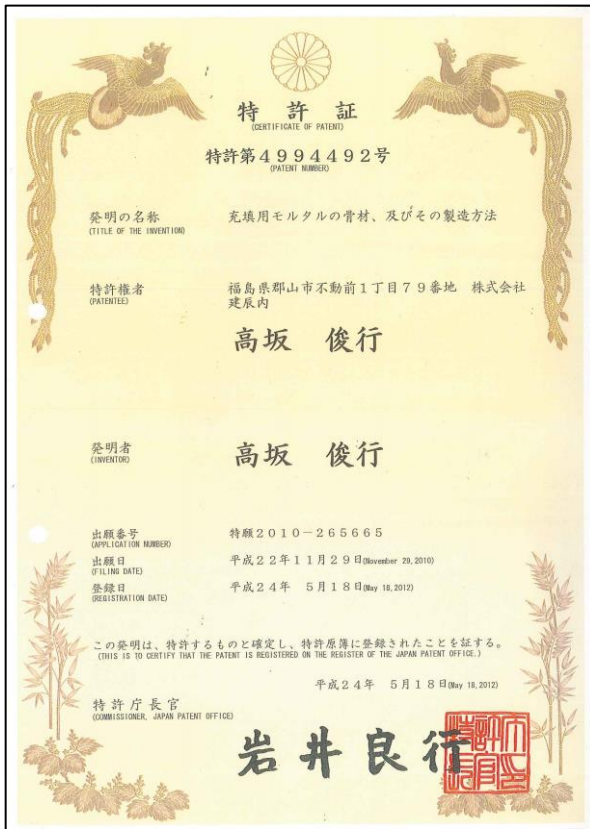 特許証
(CERTIFICATE OF PATENT)
特許第4994492号
(PATENT NUMBER)
発明の名称 充填用モルタルの骨材、及びその製造方法
(TITLE OF THE INVENTION)
特許権者 福島県郡山市不動前1丁目79番地 株式会社
(PATENTEE) 建辰内
高坂 俊行
発明者 高坂 俊行
(INVENTOR)
出願番号 特願2010-265665
(APPLICATION NUMBER)
出願日 平成22年11月29日(November 29,2010)
(FILING DATE)
登録日 平成24年 5月18日(May 18,2012)
(REGISTRATION DATE)
この発明は、特許するものと確定し、特許原簿に登録されたことを証する。
(THIS IS TO CERTIFY THAT THE PATENT IS REGISTERED ON THE REGISTER OF THE JAPAN PATENT OFFICE.)
平成24年 5月18日(May 18,2012)
特許庁長官
(COMMISSIONER, JAPAN PATENT OFFICE)
岩井良行